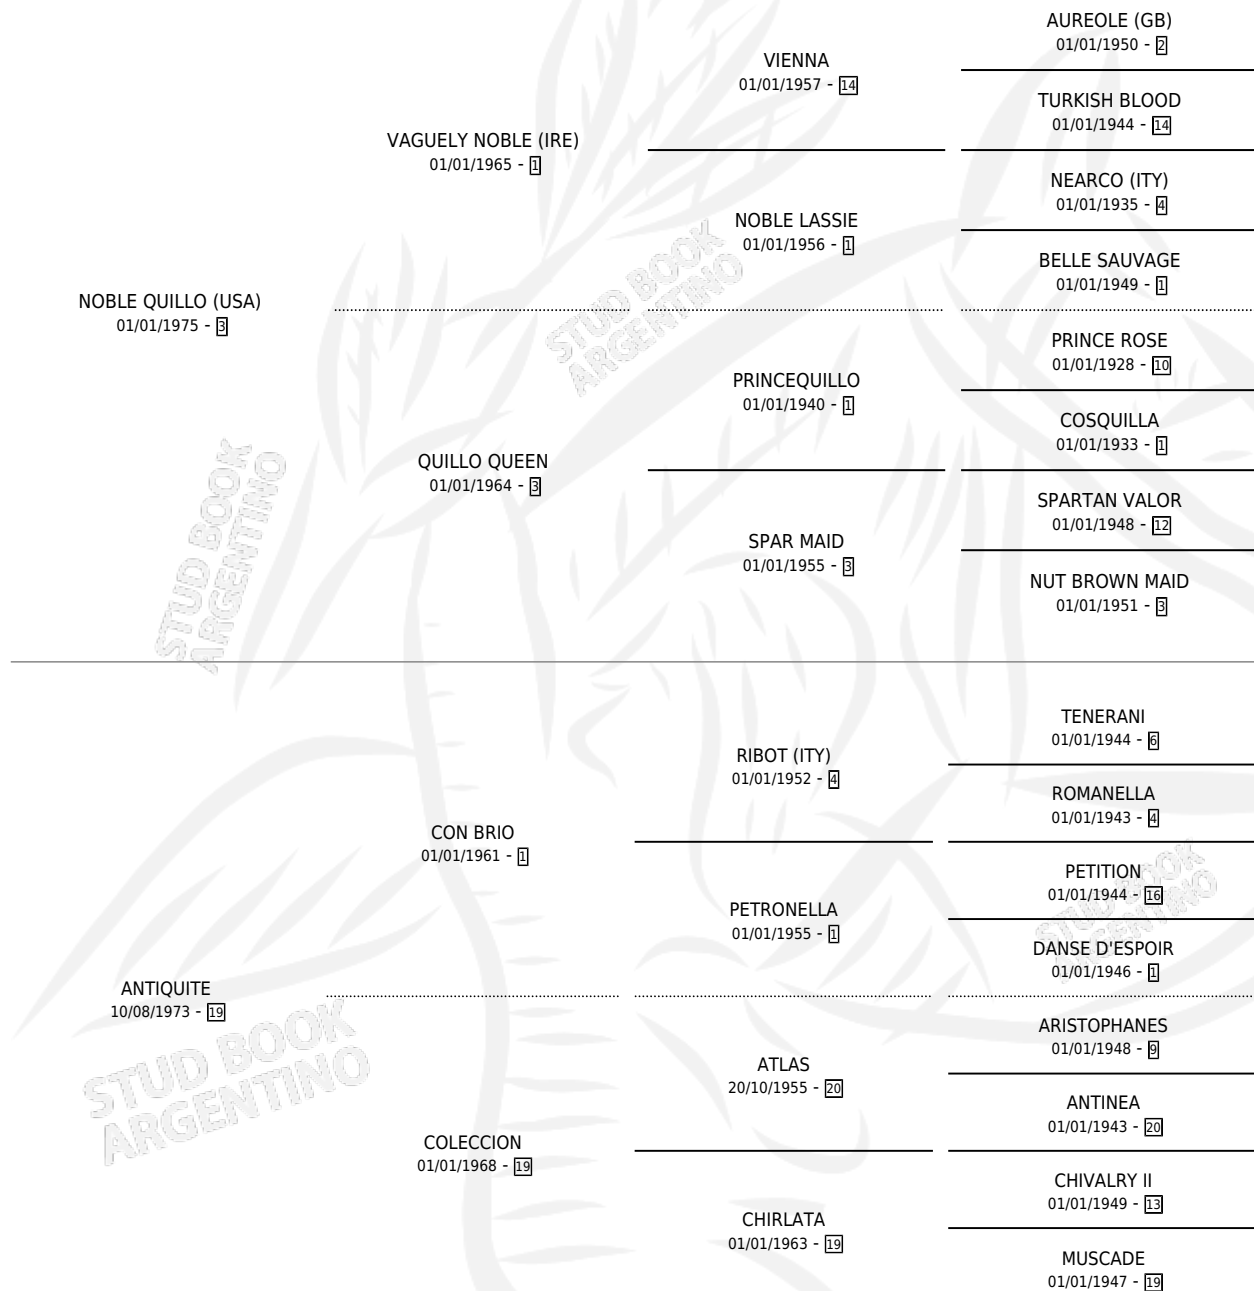 AUREOLE (GB)
01/01/1950 - 2
VIENNA
01/01/1957 - 14
TURKISH BLOOD
01/01/1944 - 14
VAGUELY NOBLE (IRE)
01/01/1965 - 1
NEARCO (ITY)
01/01/1935 - 4
NOBLE LASSIE
01/01/1956 - 1
BELLE SAUVAGE
01/01/1949 - 1
NOBLE QUILLO (USA)
01/01/1975 - 3
PRINCE ROSE
01/01/1928 - 10
PRINCEQUILLO
01/01/1940 - 1
COSQUILLA
01/01/1933 - 1
QUILLO QUEEN
01/01/1964 - 3
SPARTAN VALOR
01/01/1948 - 12
SPAR MAID
01/01/1955 - 3
NUT BROWN MAID
01/01/1951 - 3
TENERANI
01/01/1944 - 6
RIBOT (ITY)
01/01/1952 - 4
ROMANELLA
01/01/1943 - 4
CON BRIO
01/01/1961 - 1
PETITION
01/01/1944 - 16
PETRONELLA
01/01/1955 - 1
DANSE D'ESPOIR
01/01/1946 - 1
ANTIQUITE
10/08/1973 - 19
ARISTOPHANES
01/01/1948 - 9
ATLAS
20/10/1955 - 20
ANTINEA
01/01/1943 - 20
COLECCION
01/01/1968 - 19
CHIVALRY II
01/01/1949 - 13
CHIRLATA
01/01/1963 - 19
MUSCADE
01/01/1947 - 19
STUD BOOK
ARGENTINO
STUD BOOK
ARGENTINO
STUD BOOK
ARGENTINO
STUD BOOK
ARGENTINO